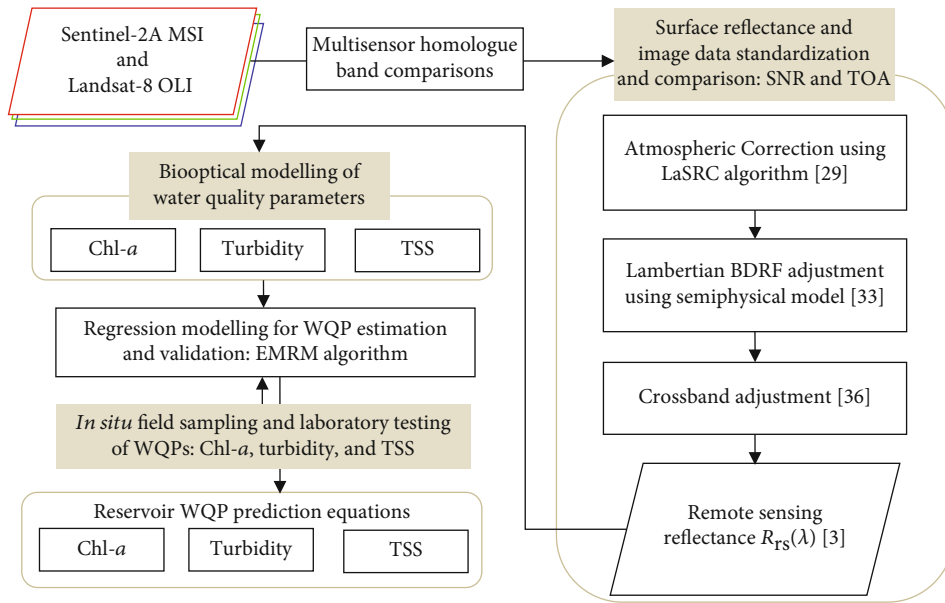 Sentinel-2A MSI
and
Landsat-8 OLI
Multisensor homologue
band comparisons
Surface reflectance and
image data standardization
and comparison: SNR and TOA
Atmospheric Correction using
LaSRC algorithm [29]
Lambertian BDRF adjustment
using semiphysical model [33]
Crossband adjustment [36]
Remote sensing
reflectance Rrs(λ) [3]
Biooptical modelling of
water quality parameters
Chl-a
Turbidity
TSS
Regression modelling for WQP estimation
and validation: EMRM algorithm
In situ field sampling and laboratory testing
of WQPs: Chl-a, turbidity, and TSS
Reservoir WQP prediction equations
Chl-a
Turbidity
TSS